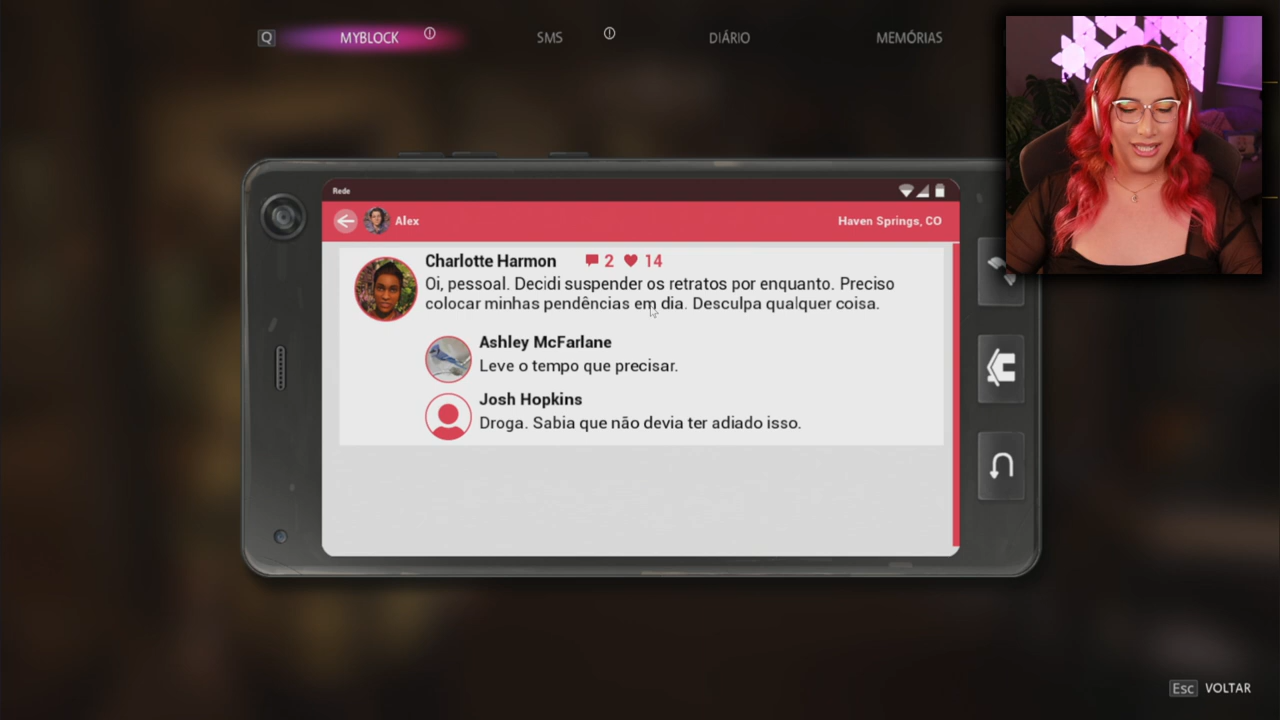 Q MYBLOCK SMS DIÁRIO MEMÓRIAS
Rede
Alex Haven Springs, CO
Charlotte Harmon 2 14
Oi, pessoal. Decidi suspender os retratos por enquanto. Preciso
colocar minhas pendências em dia. Desculpa qualquer coisa.
Ashley McFarlane
Leve o tempo que precisar.
Josh Hopkins
Droga. Sabia que não devia ter adiado isso.
Esc VOLTAR